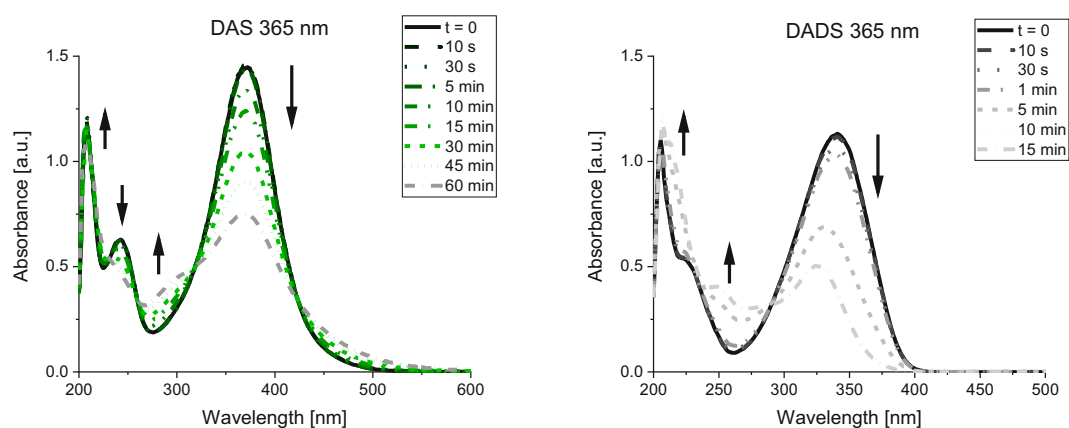 DAS 365 nm
t = 0
10 s
30 s
5 min
10 min
15 min
30 min
45 min
60 min
1.5
1.0
0.5
0.0
Absorbance [a.u.]
200
300
400
500
600
Wavelength [nm]
DADS 365 nm
t = 0
10 s
30 s
1 min
5 min
10 min
15 min
1.5
1.0
0.5
0.0
Absorbance [a.u.]
200
250
300
350
400
450
500
Wavelength [nm]